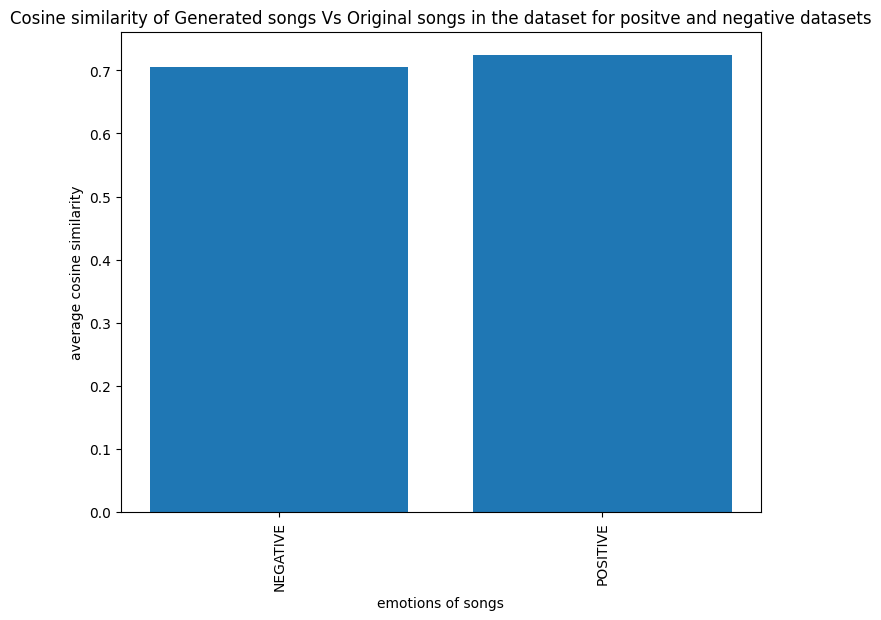 Cosine similarity of Generated songs Vs Original songs in the dataset for positve and negative datasets
average cosine similarity
0.7
0.6
0.5
0.4
0.3
0.2
0.1
0.0
NEGATIVE
POSITIVE
emotions of songs